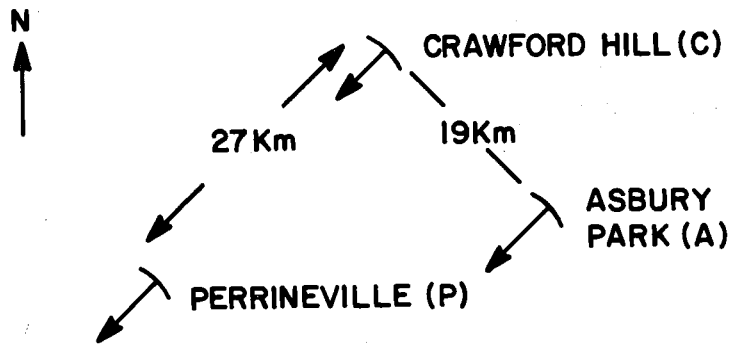 N
CRAWFORD HILL (C)
27 Km
19 Km
ASBURY
PARK (A)
PERRINEVILLE (P)